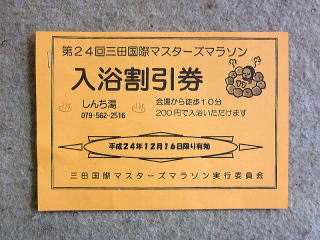 第24回三田国際マスターズマラソン
入浴割引券
しんち湯
079-562-2516
会場から徒歩10分
200円で入浴いただけます
平成24年12月16日限り有効
三田国際マスターズマラソン実行委員会